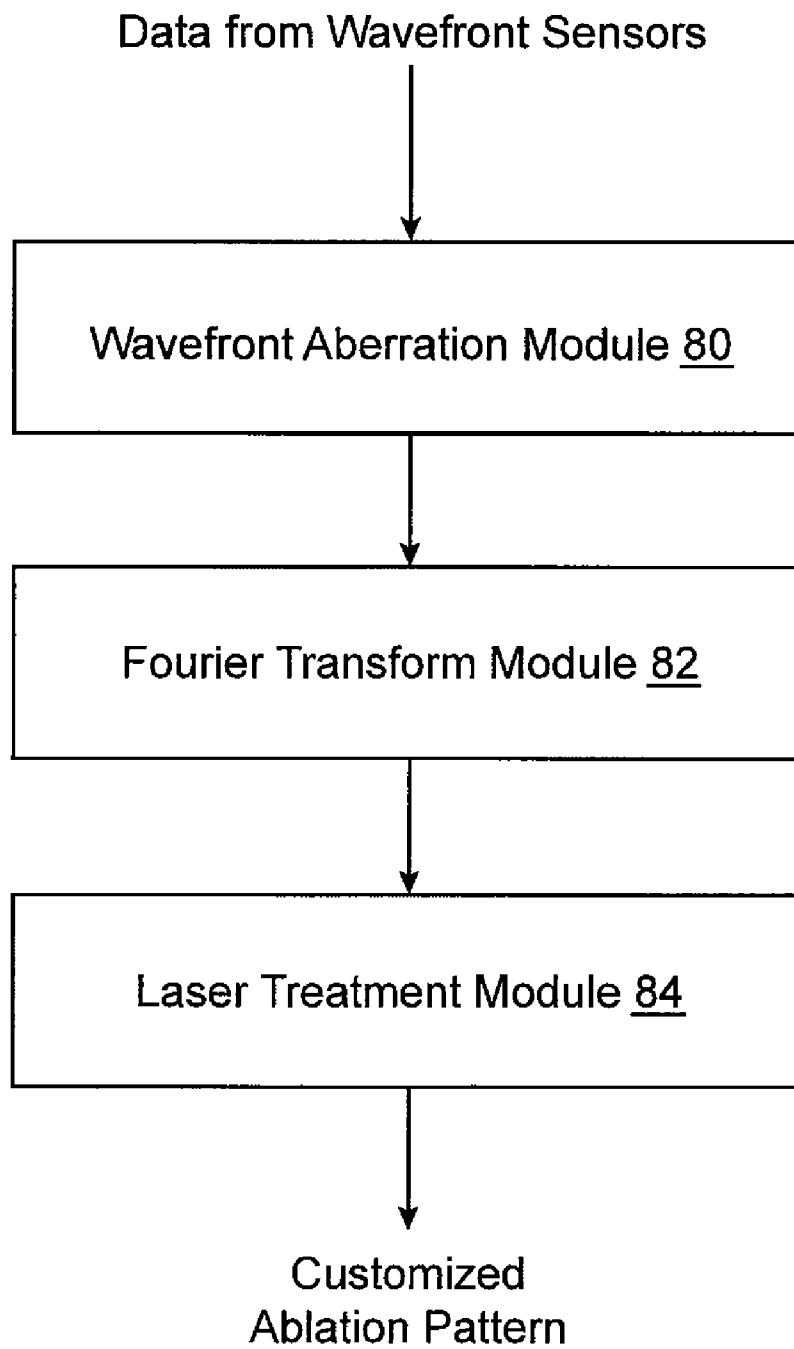 Data from Wavefront Sensors
Wavefront Aberration Module 80
Fourier Transform Module 82
Laser Treatment Module 84
Customized
Ablation Pattern